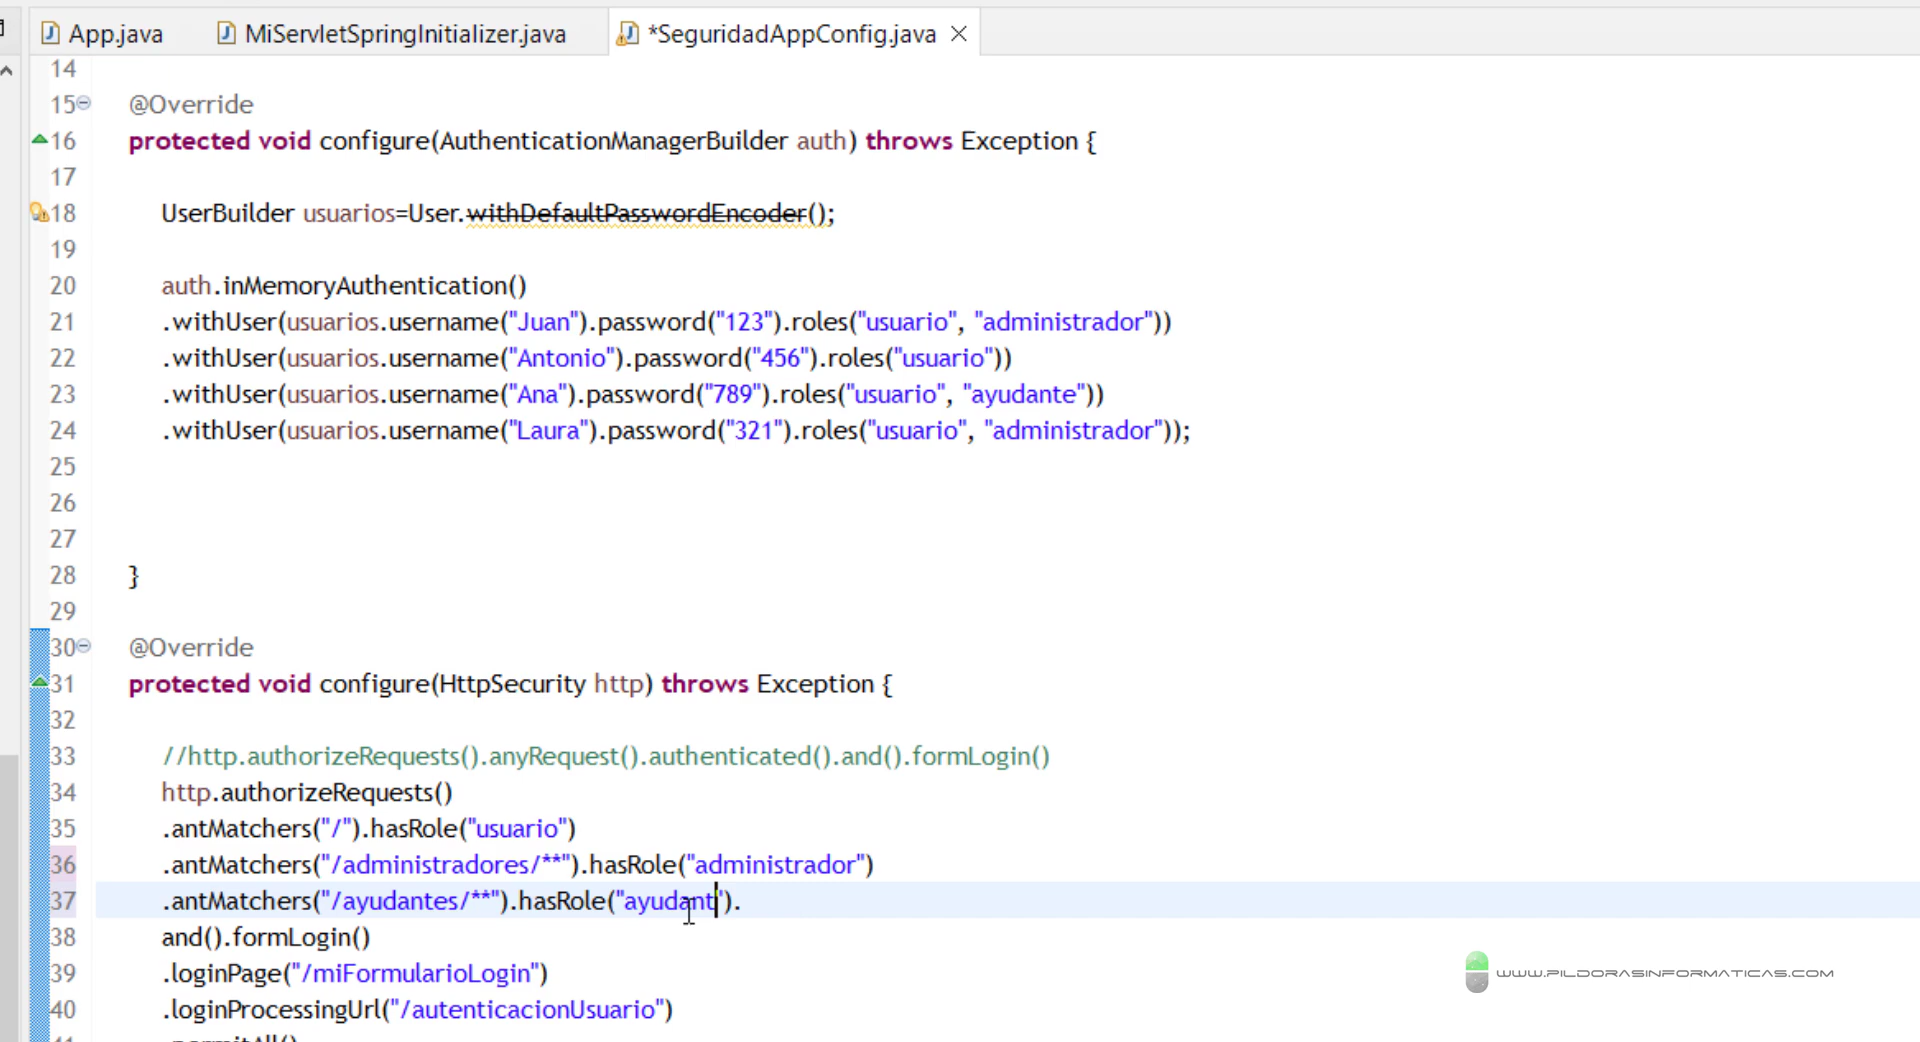 App.java MiServletSpringInitializer.java *SeguridadAppConfig.java
14
15 @Override
16 protected void configure(AuthenticationManagerBuilder auth) throws Exception {
17
18 UserBuilder usuarios=User.withDefaultPasswordEncoder();
19
20 auth.inMemoryAuthentication()
21 .withUser(usuarios.username("Juan").password("123").roles("usuario", "administrador"))
22 .withUser(usuarios.username("Antonio").password("456").roles("usuario"))
23 .withUser(usuarios.username("Ana").password("789").roles("usuario", "ayudante"))
24 .withUser(usuarios.username("Laura").password("321").roles("usuario", "administrador"));
25
26
27
28 }
29
30 @Override
31 protected void configure(HttpSecurity http) throws Exception {
32
33 //http.authorizeRequests().anyRequest().authenticated().and().formLogin()
34 http.authorizeRequests()
35 .antMatchers("/").hasRole("usuario")
36 .antMatchers("/administradores/**").hasRole("administrador")
37 .antMatchers("/ayudantes/**").hasRole("ayudant").
38 and().formLogin()
39 .loginPage("/miFormularioLogin")
WWW.PILDORASINFORMATICAS.COM
40 .loginProcessingUrl("/autenticacionUsuario")
41 .permitAll()